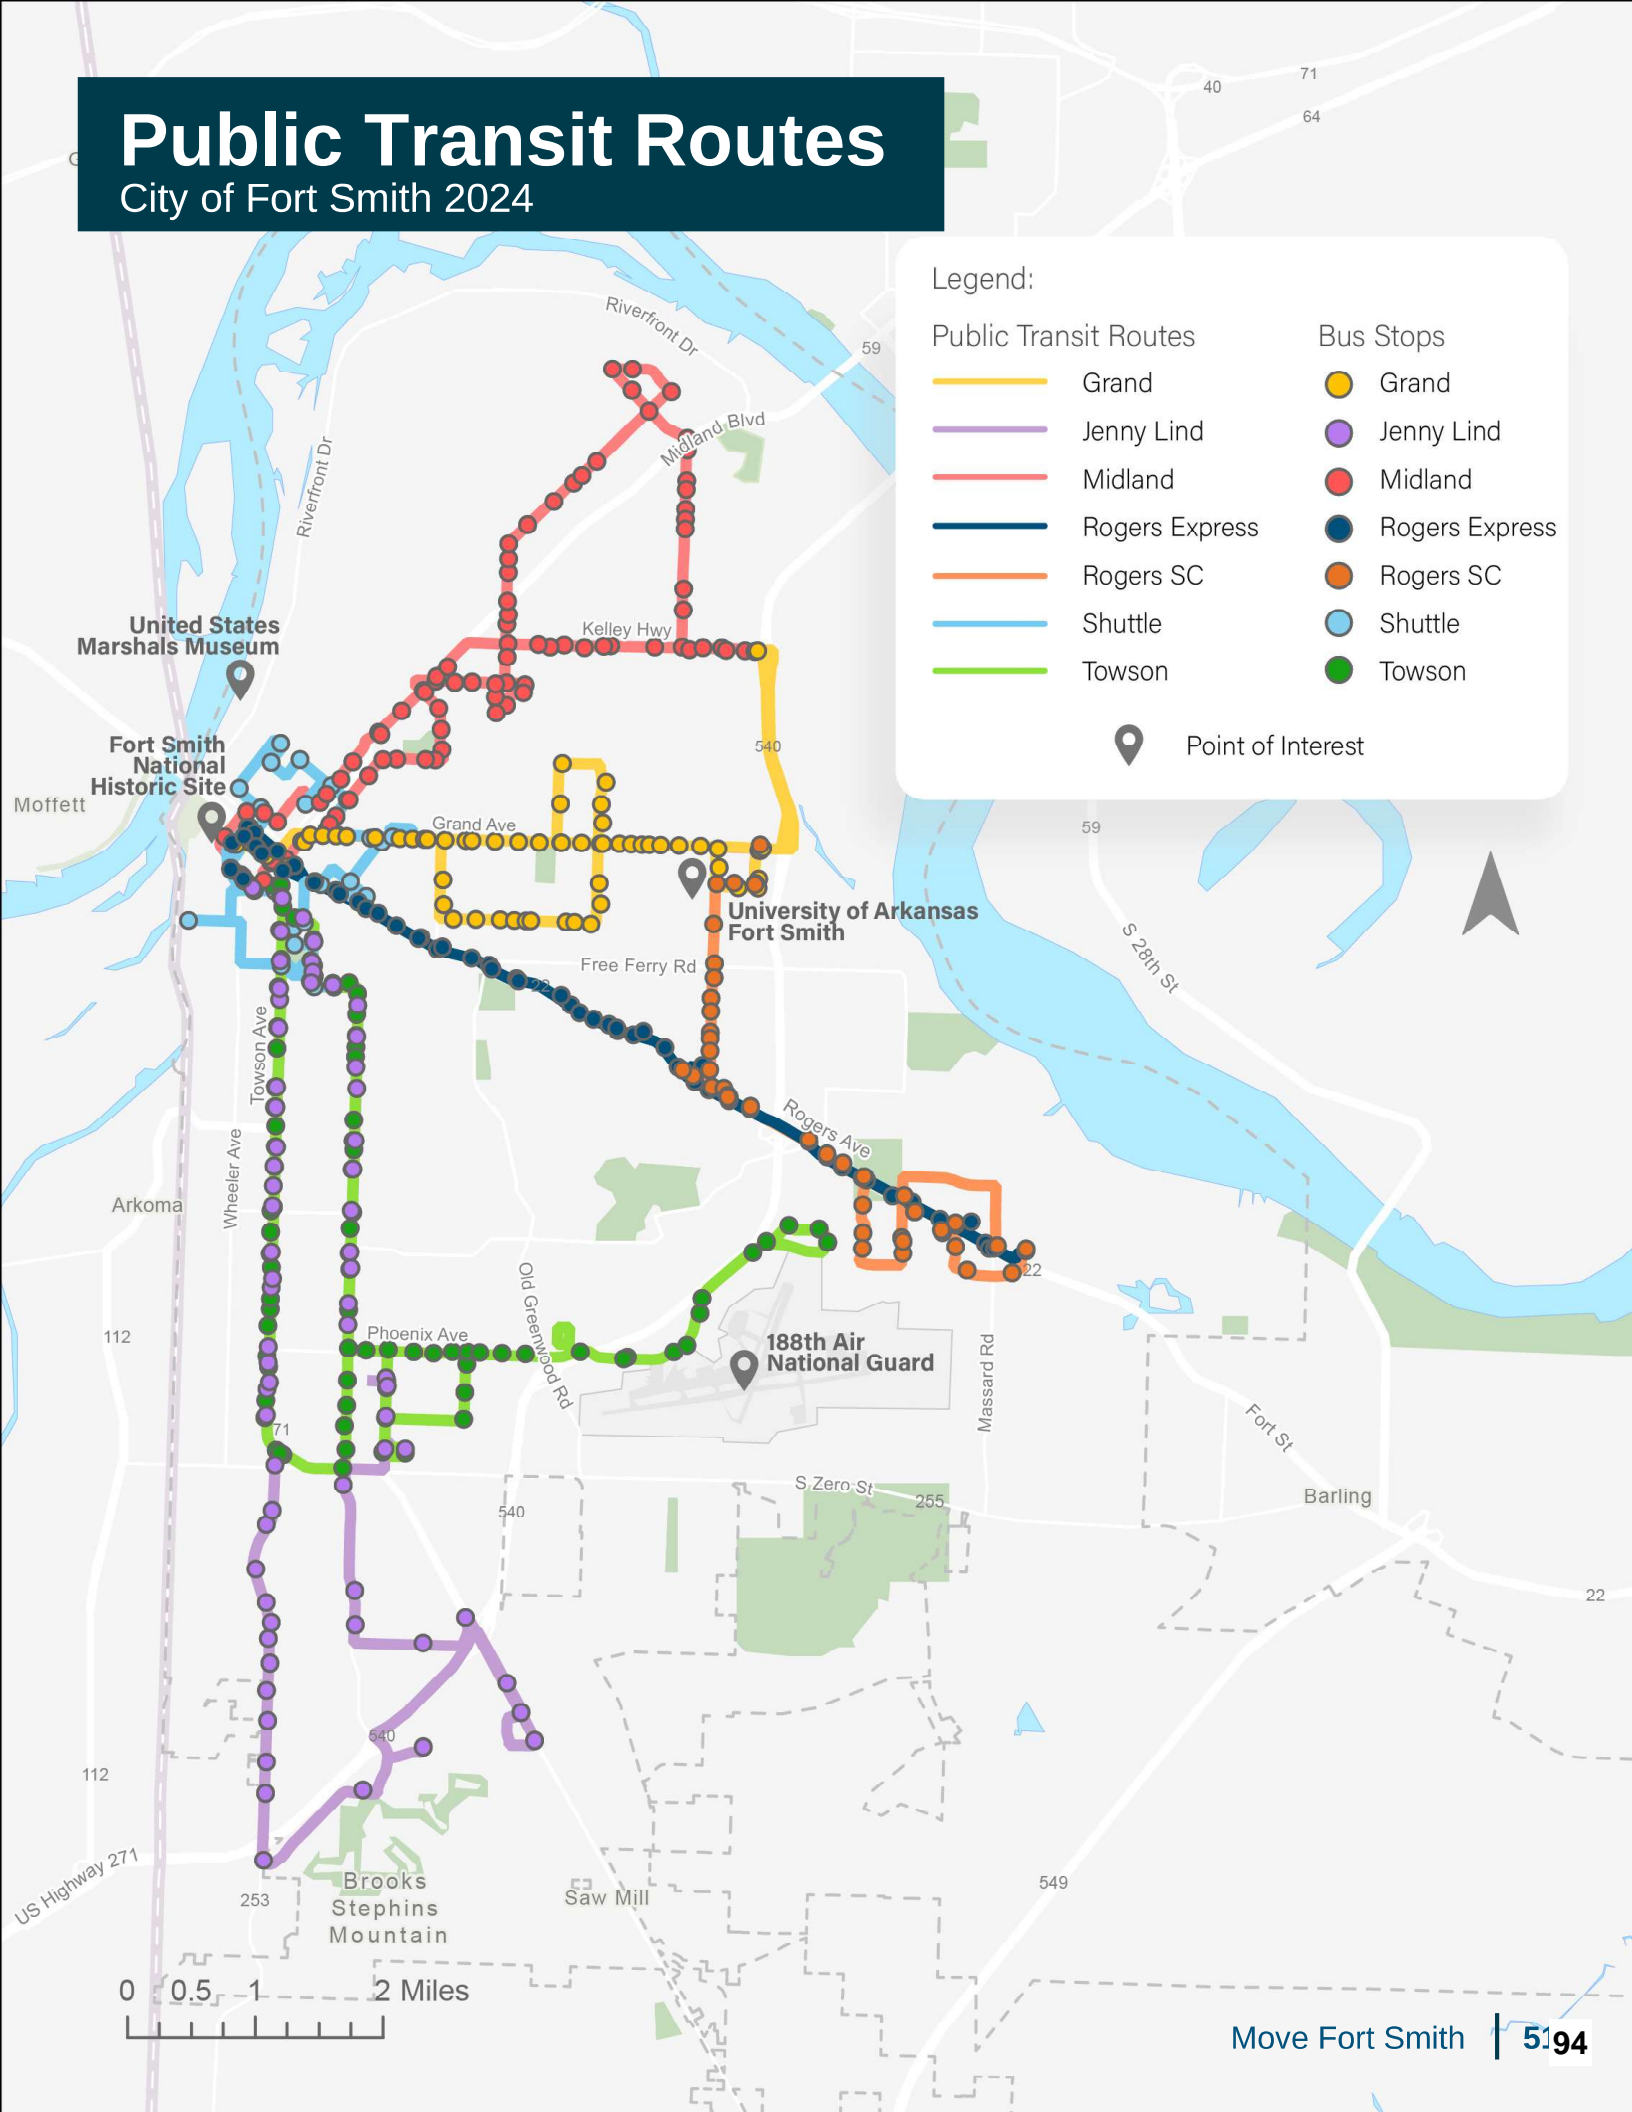 Public Transit Routes
City of Fort Smith 2024
40
71
64
59
Riverfront Dr
Midland Blvd
Riverfront Dr
Legend:
Public Transit Routes
Grand
Jenny Lind
Midland
Rogers Express
Rogers SC
Shuttle
Towson
Bus Stops
Grand
Jenny Lind
Midland
Rogers Express
Rogers SC
Shuttle
Towson
Point of Interest
United States
Marshals Museum
Kelley Hwy
Fort Smith
National
Historic Site
Moffett
540
Grand Ave
59
University of Arkansas
Fort Smith
Free Ferry Rd
S 28th St
22
Towson Ave
Rogers Ave
Wheeler Ave
Arkoma
22
Old Greenwood Rd
112
Phoenix Ave
188th Air
National Guard
Massard Rd
71
Fort St
S Zero St
255
540
Barling
22
540
112
US Highway 271
253
Brooks
Stephins
Mountain
Saw Mill
549
0 0.5 1 2 Miles
Move Fort Smith | 51
94